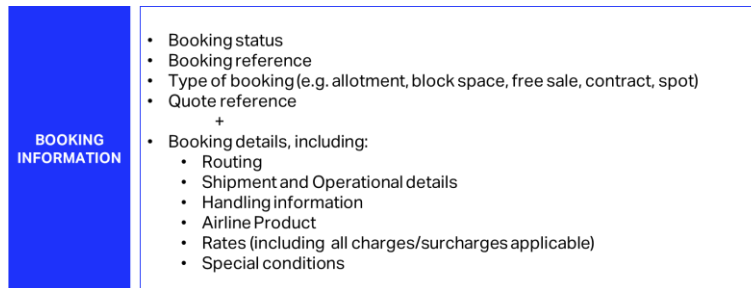 BOOKING
INFORMATION
• Booking status
• Booking reference
• Type of booking (e.g. allotment, block space, free sale, contract, spot)
• Quote reference
+
• Booking details, including:
• Routing
• Shipment and Operational details
• Handling information
• Airline Product
• Rates (including all charges/surcharges applicable)
• Special conditions